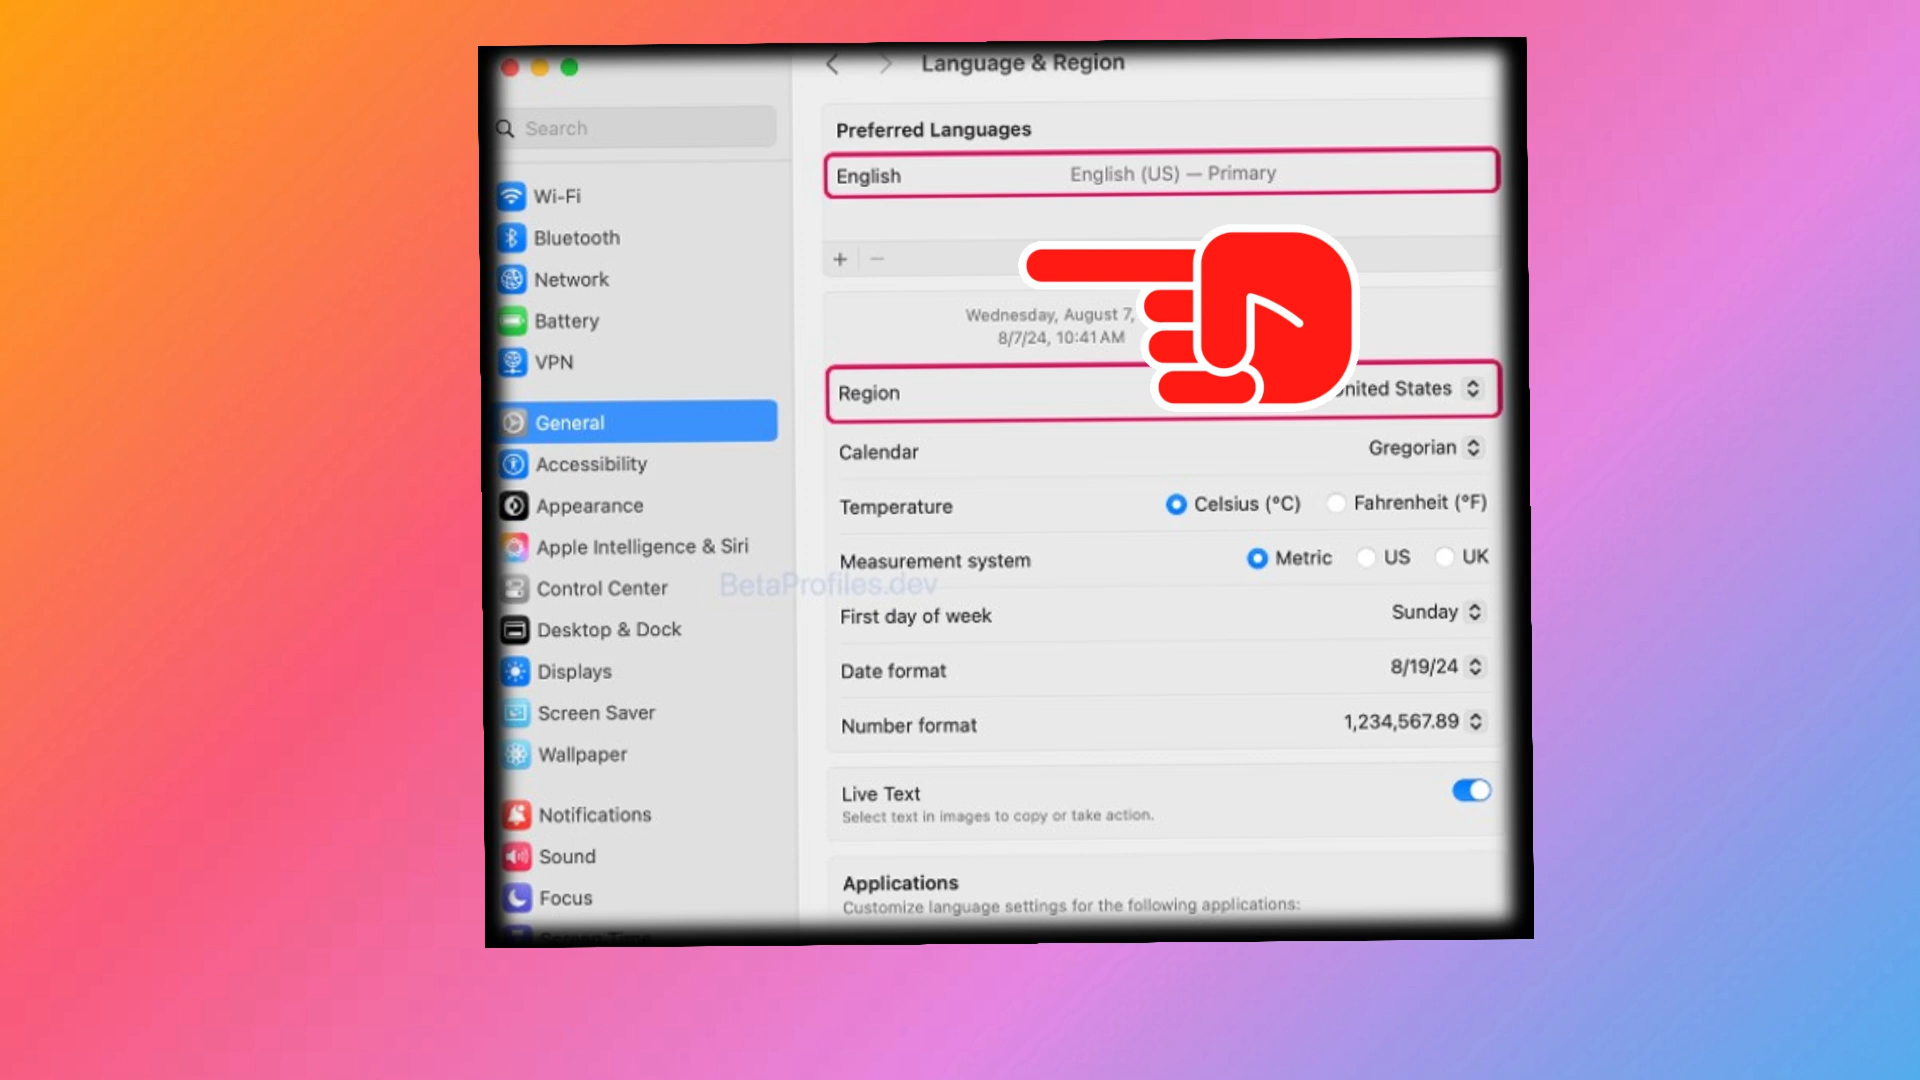 Language & Region
Search
Wi-Fi
Bluetooth
Network
Battery
VPN
General
Accessibility
Appearance
Apple Intelligence & Siri
Control Center
Desktop & Dock
Displays
Screen Saver
Wallpaper
Notifications
Sound
Focus
Screen Time
Preferred Languages
English English (US) — Primary
+ −
Wednesday, August 7,
8/7/24, 10:41 AM
Region United States
Calendar Gregorian
Temperature Celsius (°C) Fahrenheit (°F)
Measurement system Metric US UK
BetaProfiles.dev
First day of week Sunday
Date format 8/19/24
Number format 1,234,567.89
Live Text
Select text in images to copy or take action.
Applications
Customize language settings for the following applications: